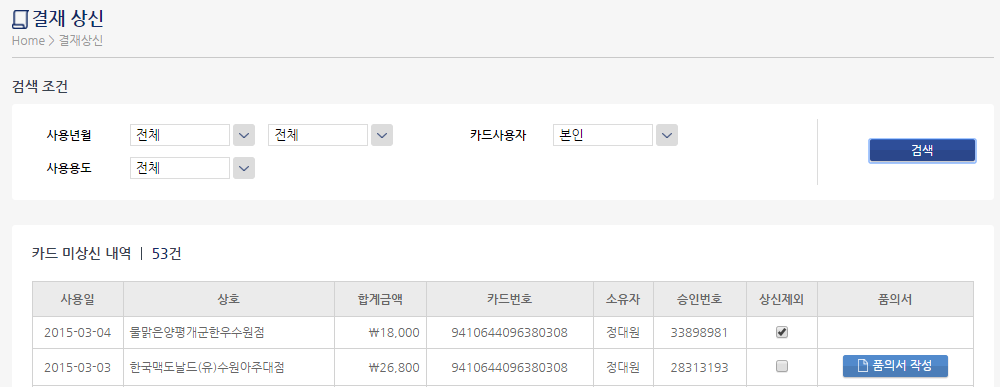 결재 상신
Home > 결재상신
검색 조건
사용년월 전체 전체 카드사용자 본인
검색
사용용도 전체
카드 미상신 내역 | 53건
사용일 상호 합계금액 카드번호 소유자 승인번호 상신제외 품의서
2015-03-04 물맑은양평개군한우수원점 ₩18,000 9410644096380308 정대원 33898981
2015-03-03 한국맥도날드(유)수원아주대점 ₩26,800 9410644096380308 정대원 28313193 품의서 작성